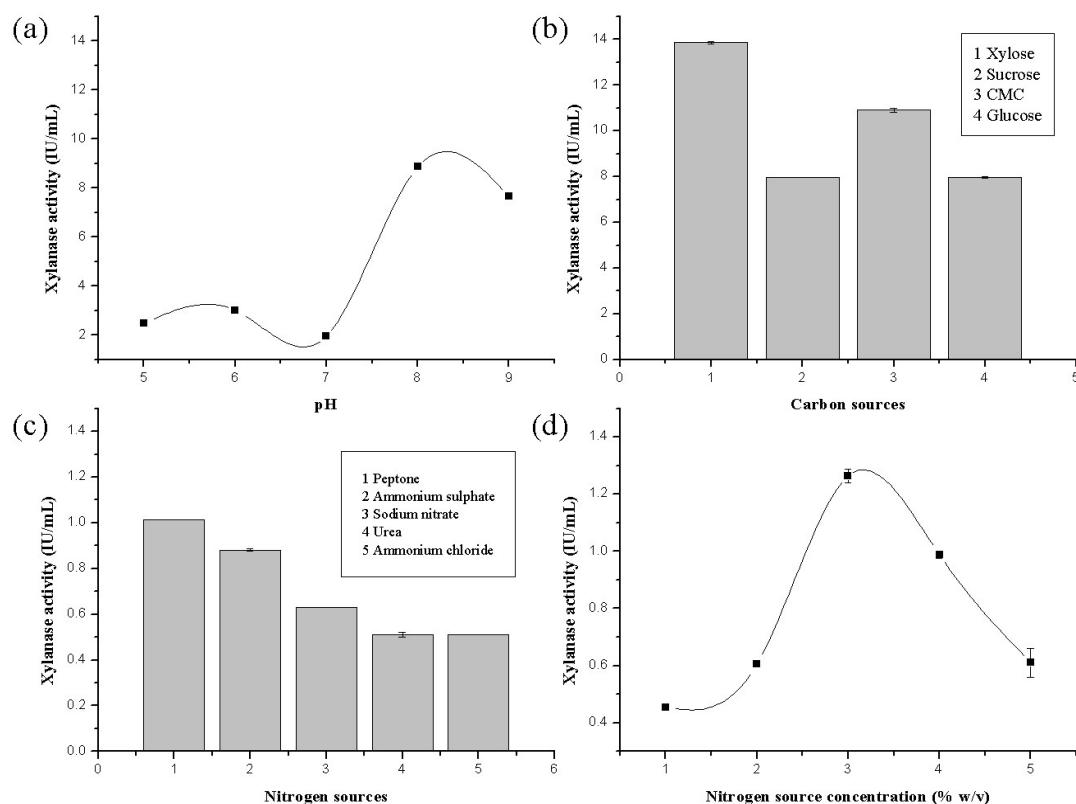 (a)
Xylanase activity (IU/mL)
14
12
10
8
6
4
2
5 6 7 8 9
pH
(b)
Xylanase activity (IU/mL)
14
12
10
8
6
4
2
0
1 Xylose
2 Sucrose
3 CMC
4 Glucose
0 1 2 3 4 5
Carbon sources
(c)
Xylanase activity (IU/mL)
1.4
1.2
1.0
0.8
0.6
0.4
0.2
0.0
1 Peptone
2 Ammonium sulphate
3 Sodium nitrate
4 Urea
5 Ammonium chloride
0 1 2 3 4 5 6
Nitrogen sources
(d)
Xylanase activity (IU/mL)
1.4
1.2
1.0
0.8
0.6
0.4
1 2 3 4 5
Nitrogen source concentration (% w/v)